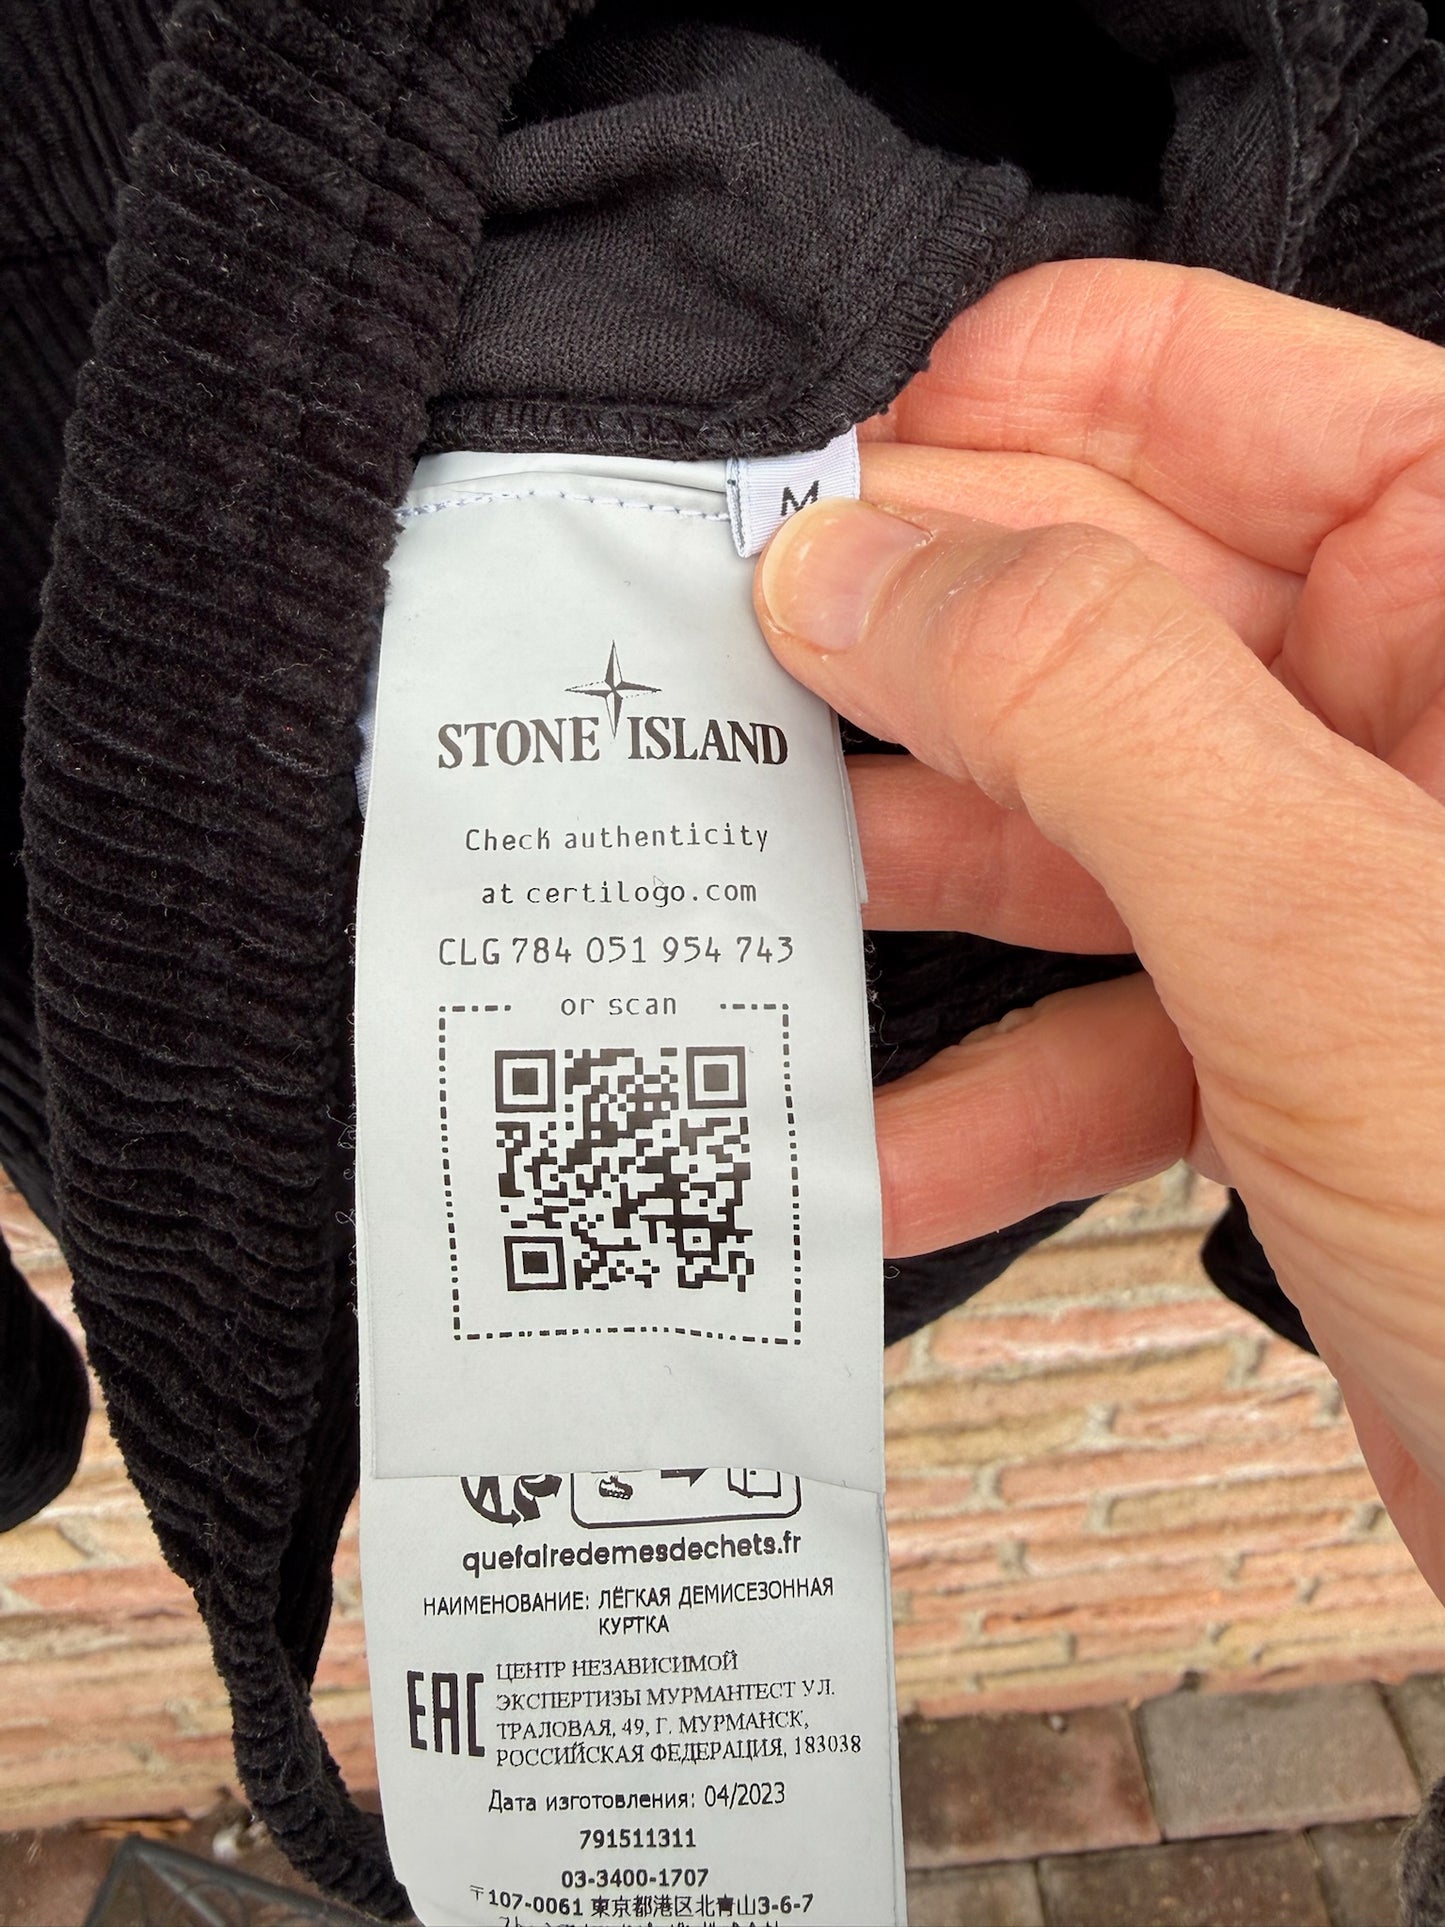 M
STONE ISLAND
Check authenticity
at certilogo.com
CLG 784 051 954 743
or scan
quefairedemesdechets.fr
НАИМЕНОВАНИЕ: ЛЁГКАЯ ДЕМИСЕЗОННАЯ
КУРТКА
EAC
ЦЕНТР НЕЗАВИСИМОЙ
ЭКСПЕРТИЗЫ МУРМАНТЕСТ УЛ.
ТРАЛОВАЯ, 49, Г. МУРМАНСК,
РОССИЙСКАЯ ФЕДЕРАЦИЯ, 183038
Дата изготовления: 04/2023
791511311
03-3400-1707
〒107-0061 東京都港区北青山3-6-7